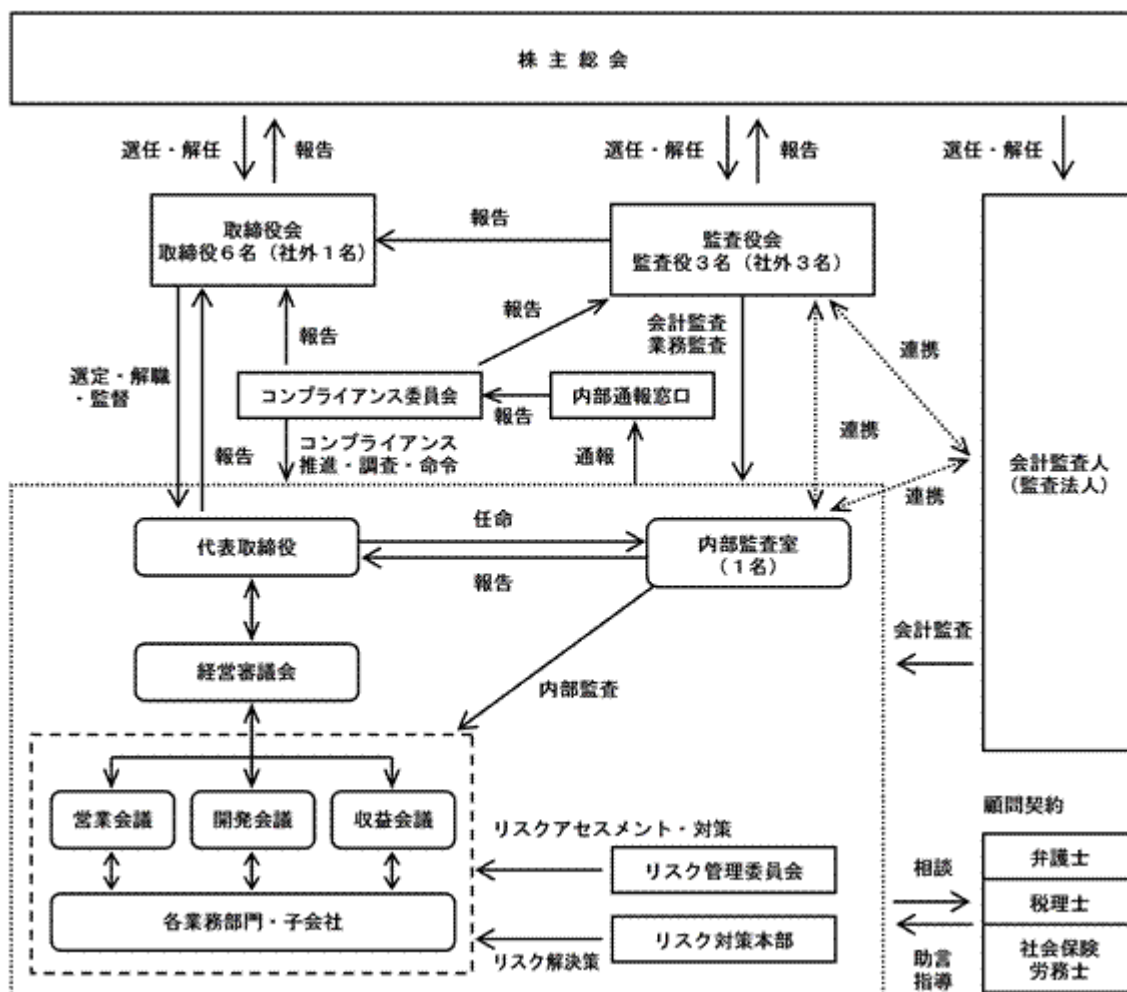 株主総会
選任・解任
報告
選任・解任
報告
選任・解任
取締役会
取締役6名（社外1名）
報告
監査役会
監査役3名（社外3名）
報告
報告
会計監査
業務監査
連携
選定・解職
・監督
コンプライアンス委員会
報告
内部通報窓口
連携
報告
コンプライアンス
推進・調査・命令
通報
会計監査人
（監査法人）
連携
代表取締役
任命
報告
内部監査室
（1名）
会計監査
経営審議会
内部監査
営業会議
開発会議
収益会議
リスクアセスメント・対策
リスク管理委員会
各業務部門・子会社
リスク対策本部
リスク解決策
顧問契約
相談
弁護士
税理士
社会保険
労務士
助言
指導